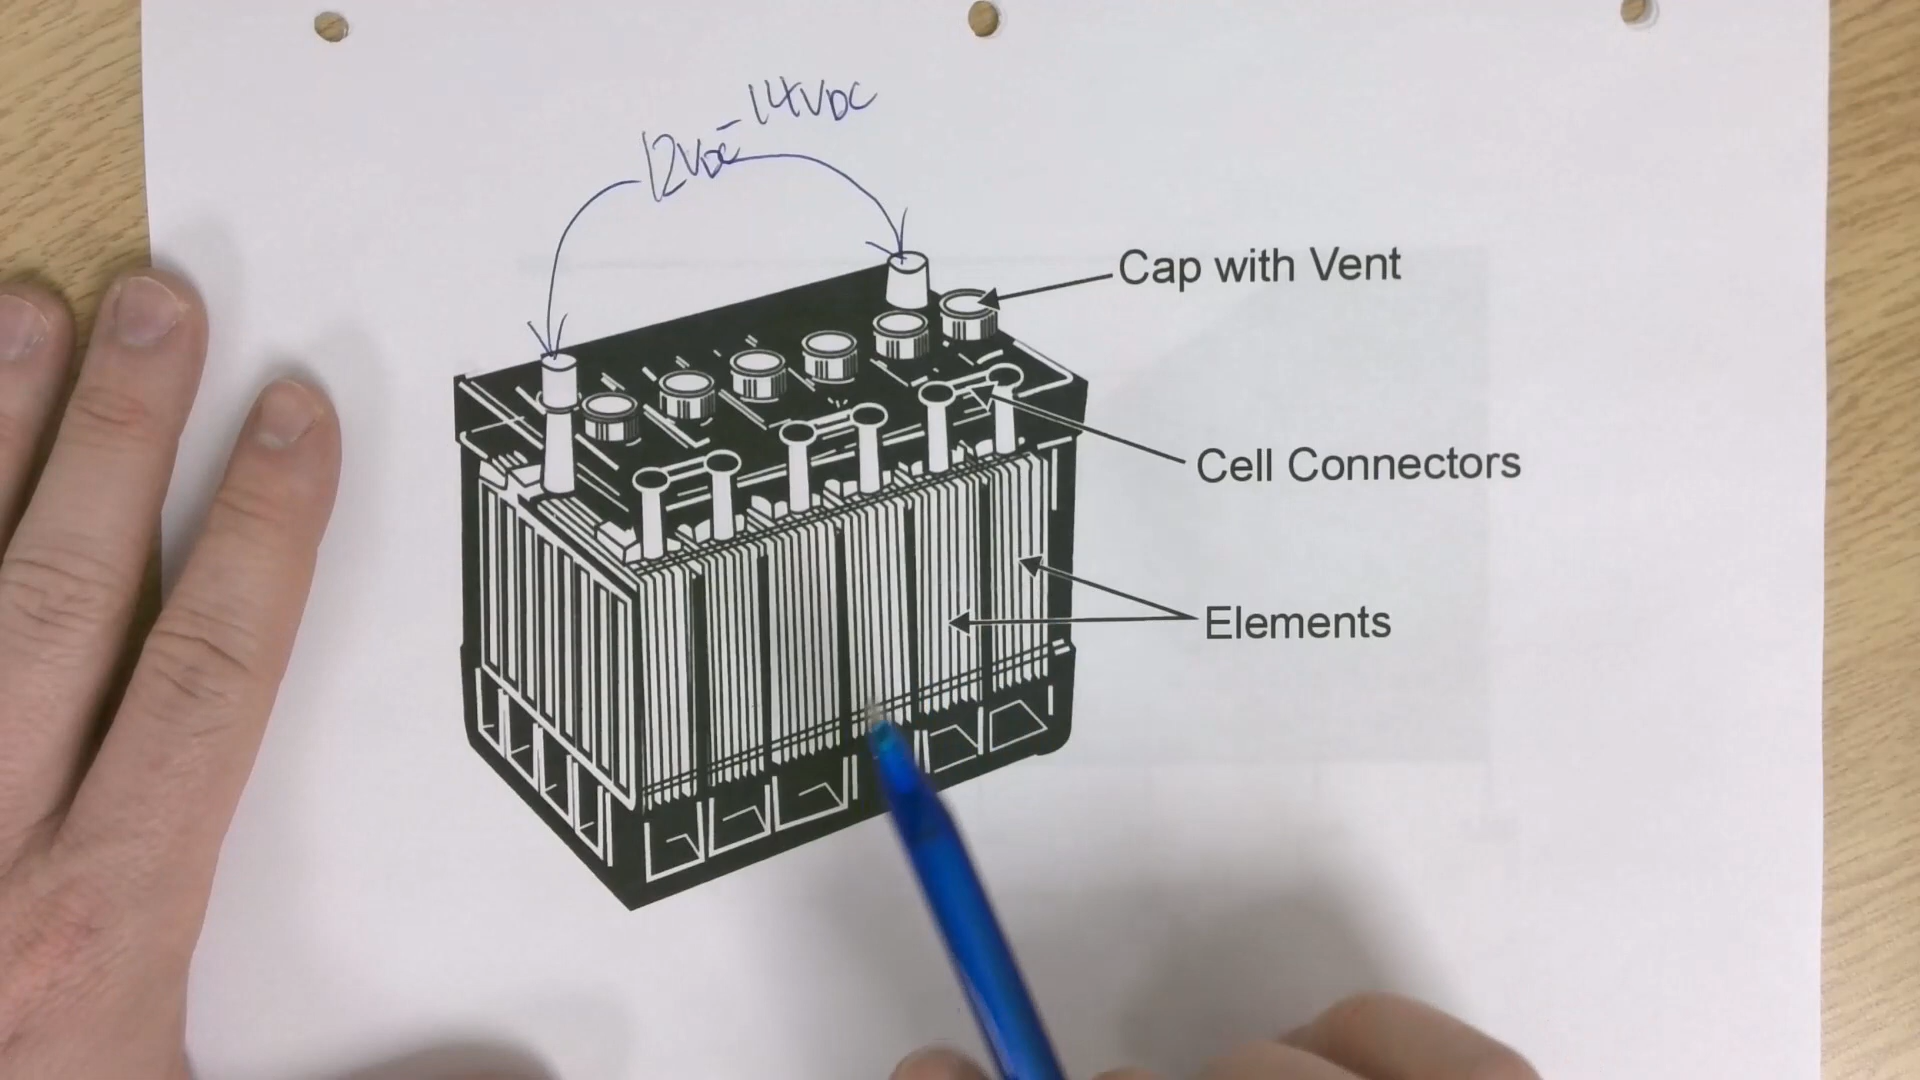 -14VDC
12VDC
Cap with Vent
Cell Connectors
Elements